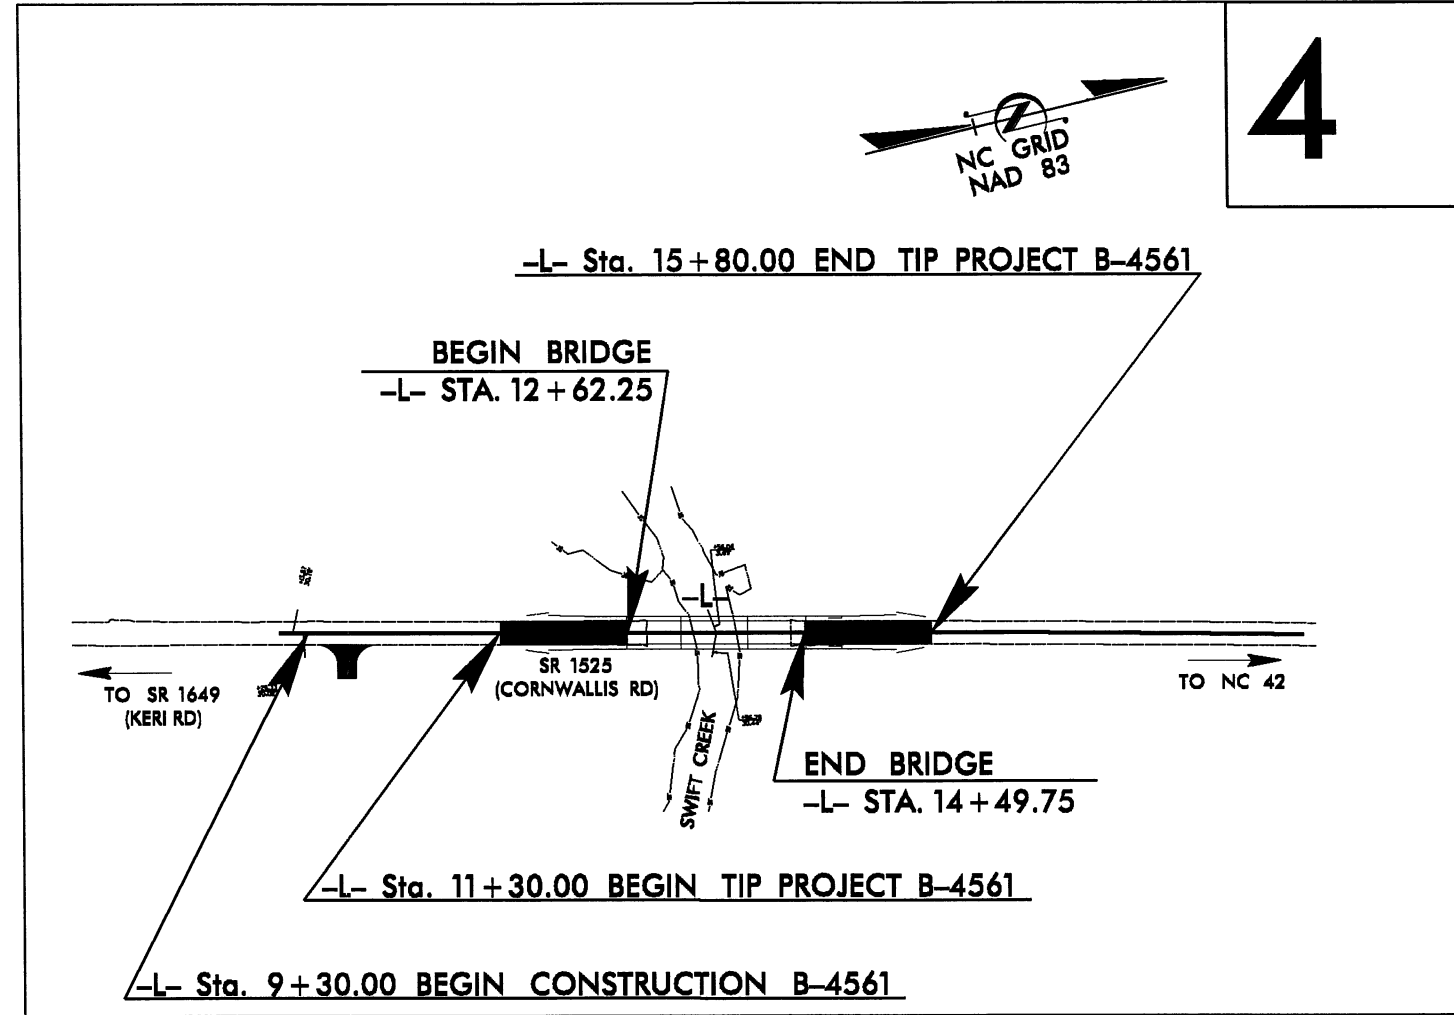 4
NC GRID
NAD 83
-L- Sta. 15+80.00 END TIP PROJECT B-4561
BEGIN BRIDGE
-L- STA. 12+62.25
-L-
SR 1525
(CORNWALLIS RD)
TO SR 1649
(KERI RD)
TO NC 42
SWIFT CREEK
END BRIDGE
-L- STA. 14+49.75
-L- Sta. 11+30.00 BEGIN TIP PROJECT B-4561
-L- Sta. 9+30.00 BEGIN CONSTRUCTION B-4561